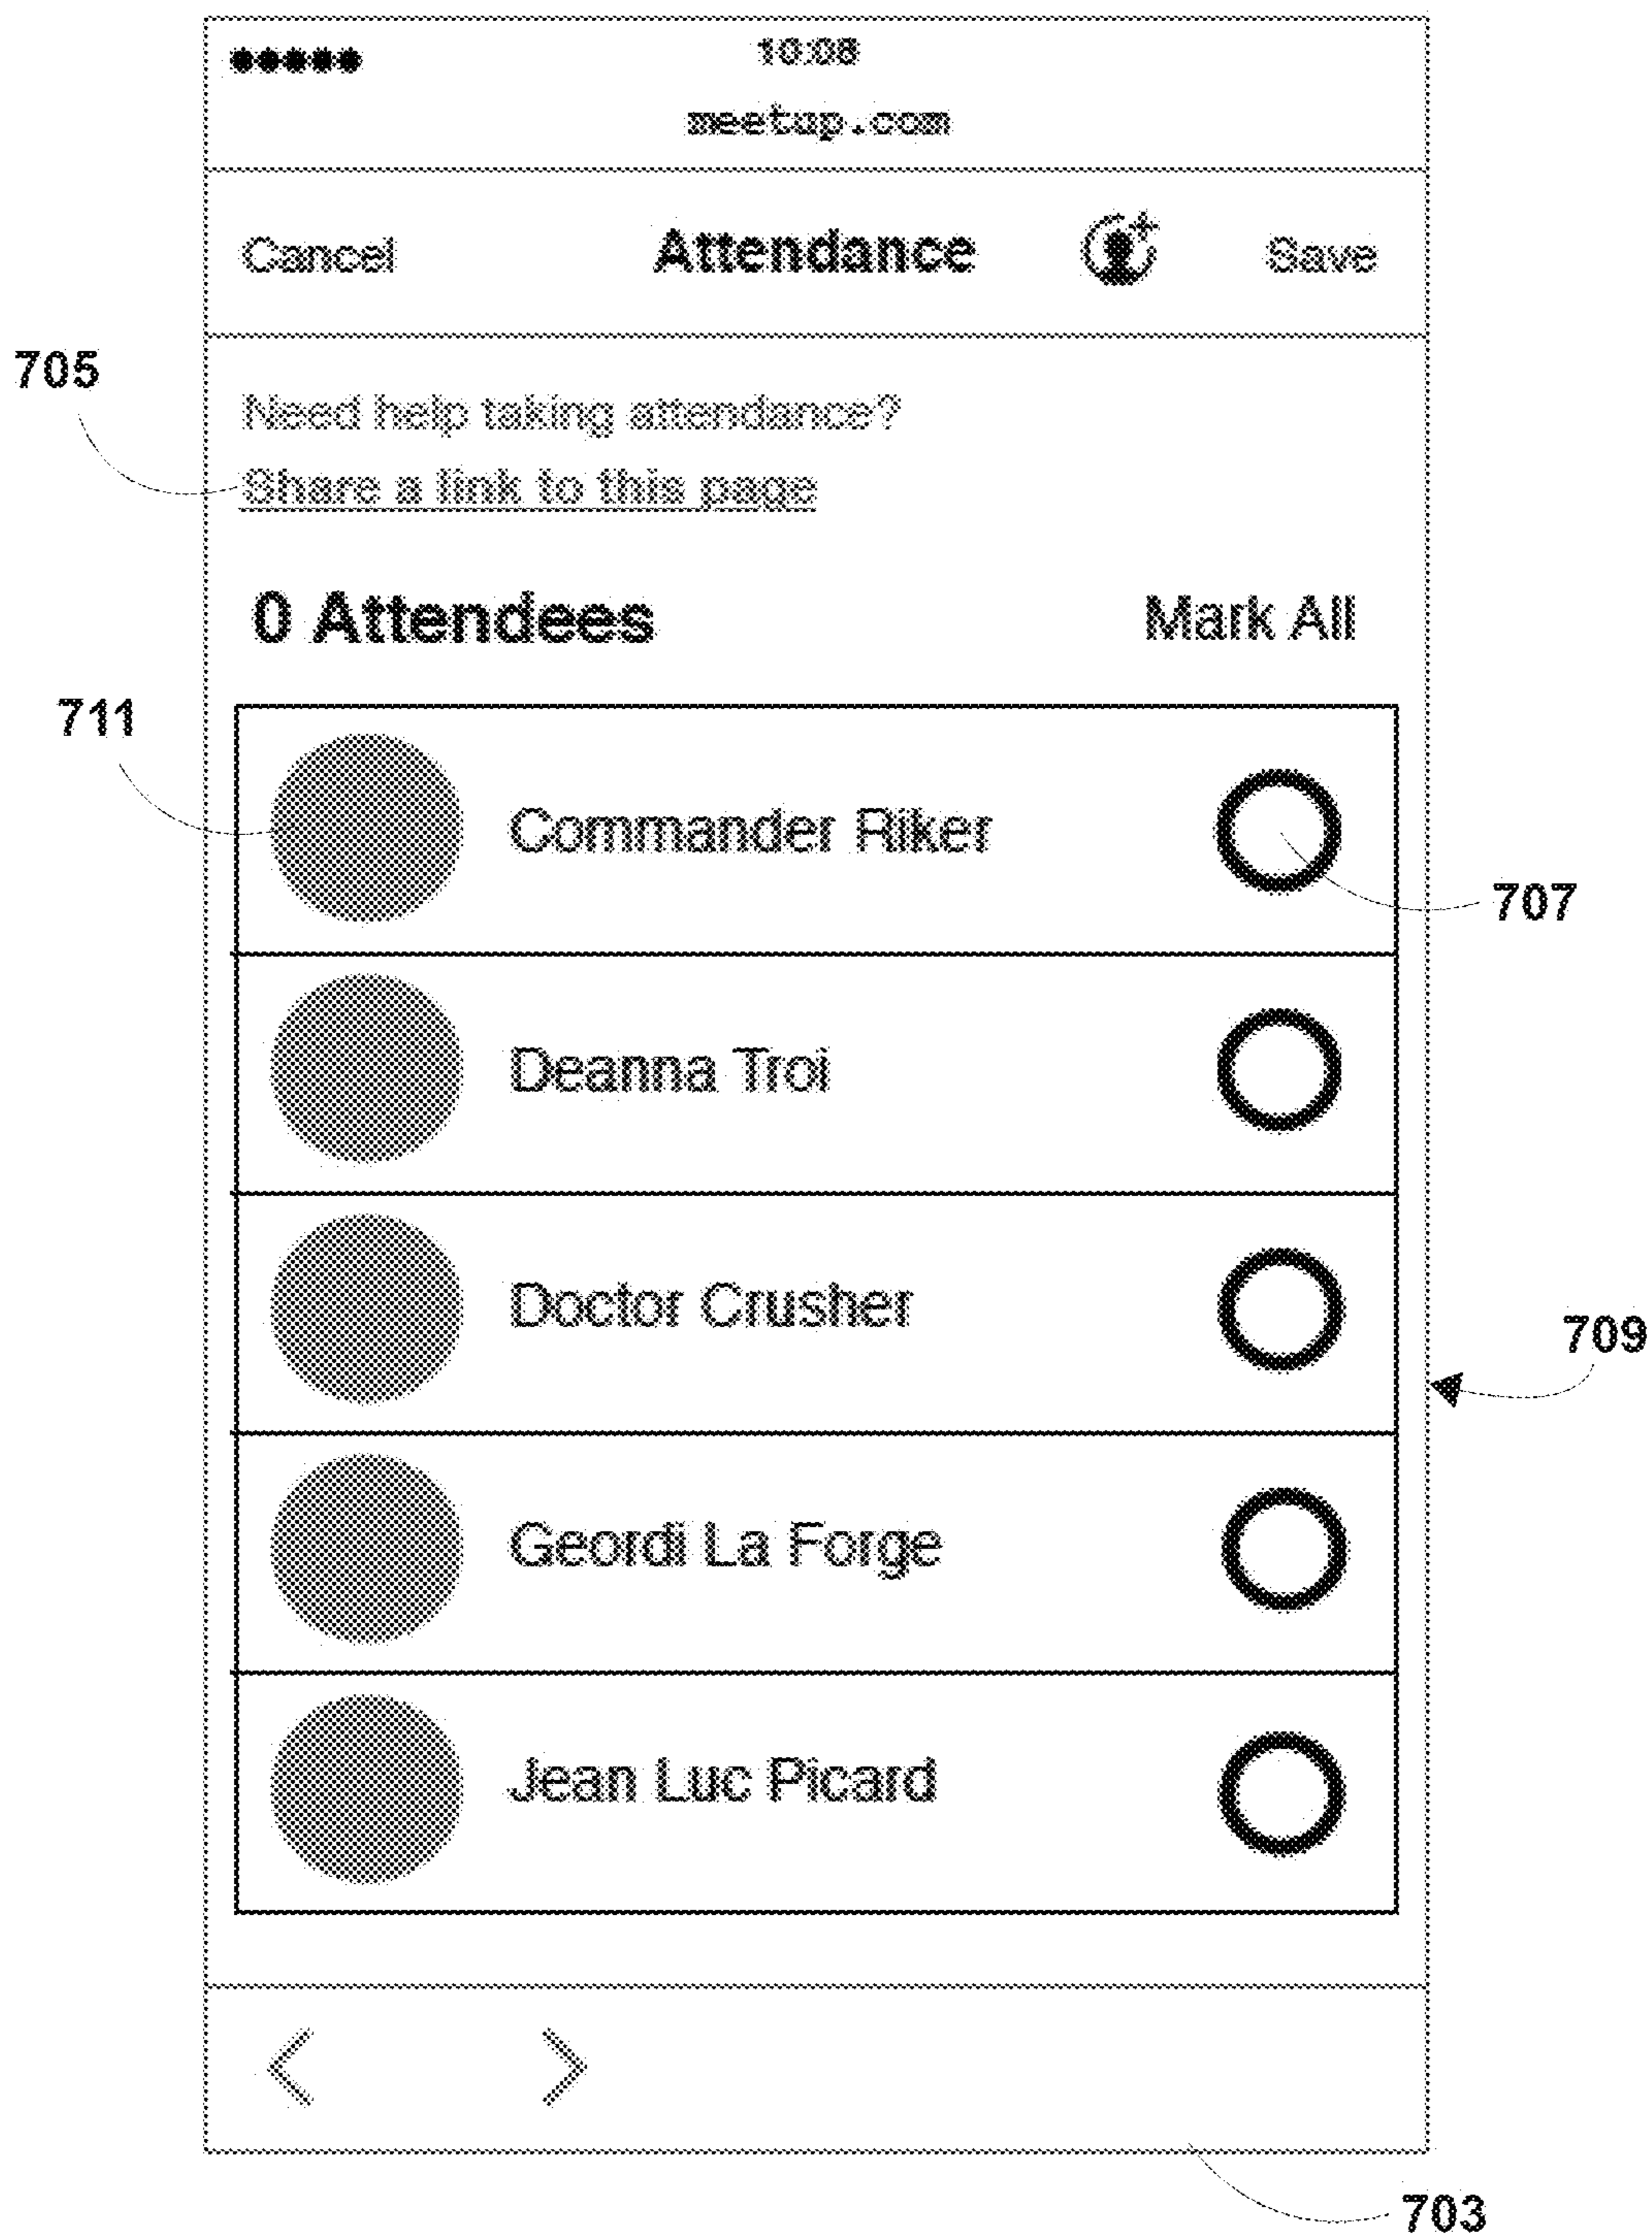 10:08
meetup.com
Cancel Attendance Save
705
Need help taking attendance?
Share a link to this page
0 Attendees Mark All
711
Commander Riker
707
Deanna Troi
Doctor Crusher
709
Geordi La Forge
Jean Luc Picard
703